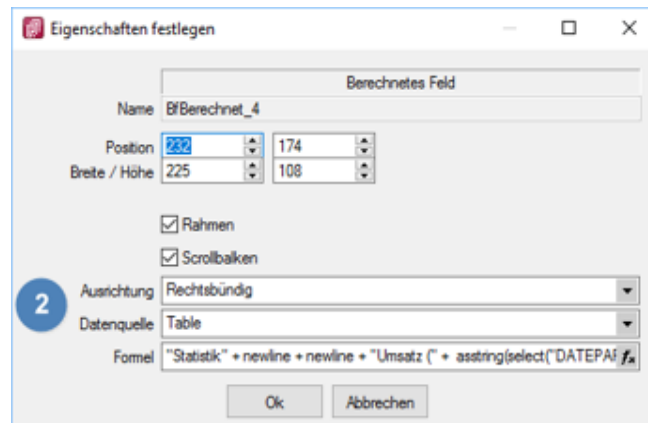 Eigenschaften festlegen
Berechnetes Feld
Name BfBerechnet_4
Position 232 174
Breite / Höhe 225 108
Rahmen
Scrollbalken
2
Ausrichtung Rechtsbündig
Datenquelle Table
Formel "Statistik" + newline + newline + "Umsatz (" + asstring(select("DATEPAF fx
Ok Abbrechen